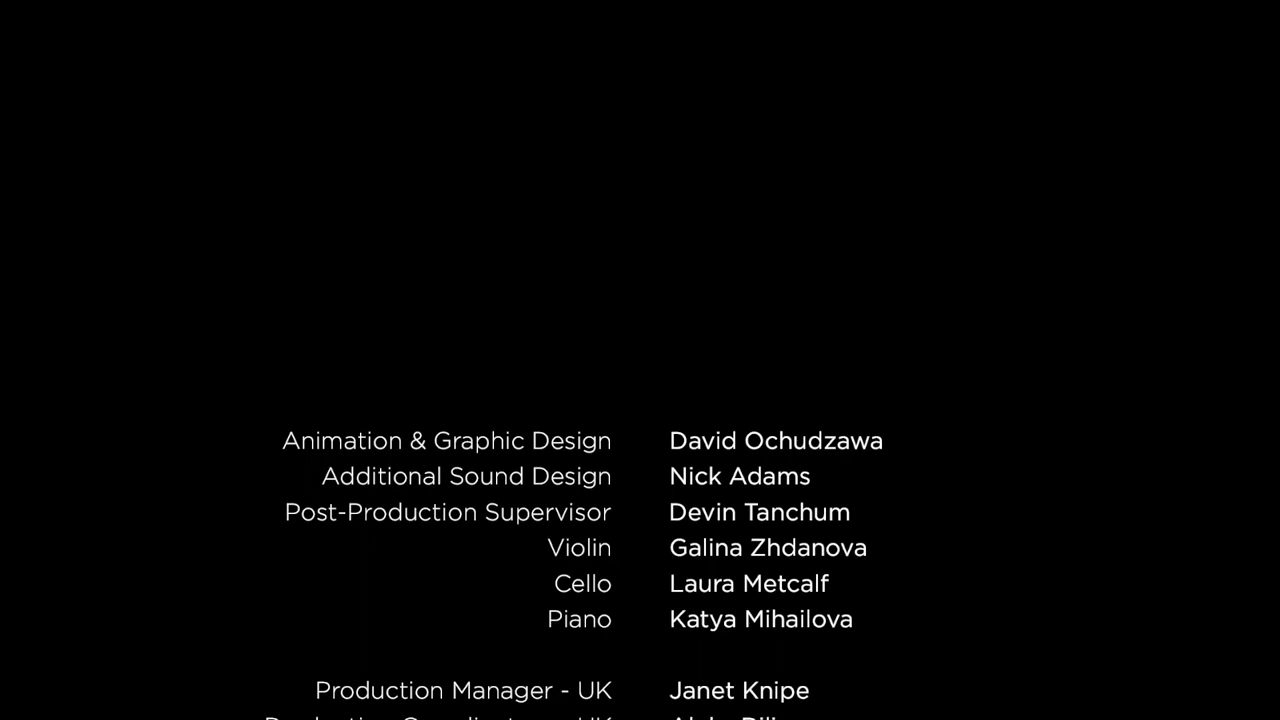 Animation & Graphic Design David Ochudzawa
Additional Sound Design Nick Adams
Post-Production Supervisor Devin Tanchum
Violin Galina Zhdanova
Cello Laura Metcalf
Piano Katya Mihailova
Production Manager - UK Janet Knipe